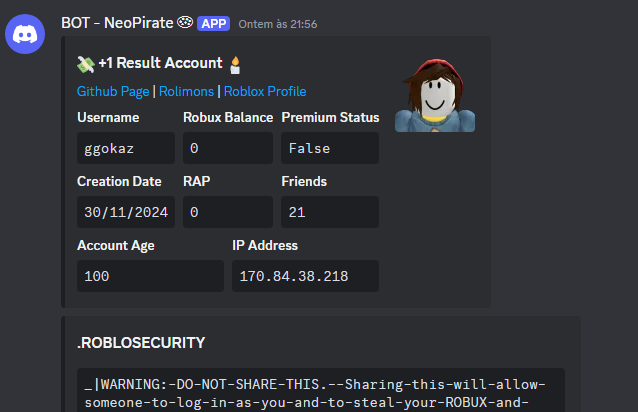 BOT - NeoPirate APP Ontem às 21:56
+1 Result Account
Github Page | Rolimons | Roblox Profile
Username Robux Balance Premium Status
ggokaz 0 False
Creation Date RAP Friends
30/11/2024 0 21
Account Age IP Address
100 170.84.38.218
.ROBLOSECURITY
_|WARNING:-DO-NOT-SHARE-THIS.--Sharing-this-will-allow-
someone-to-log-in-as-you-and-to-steal-your-ROBUX-and-